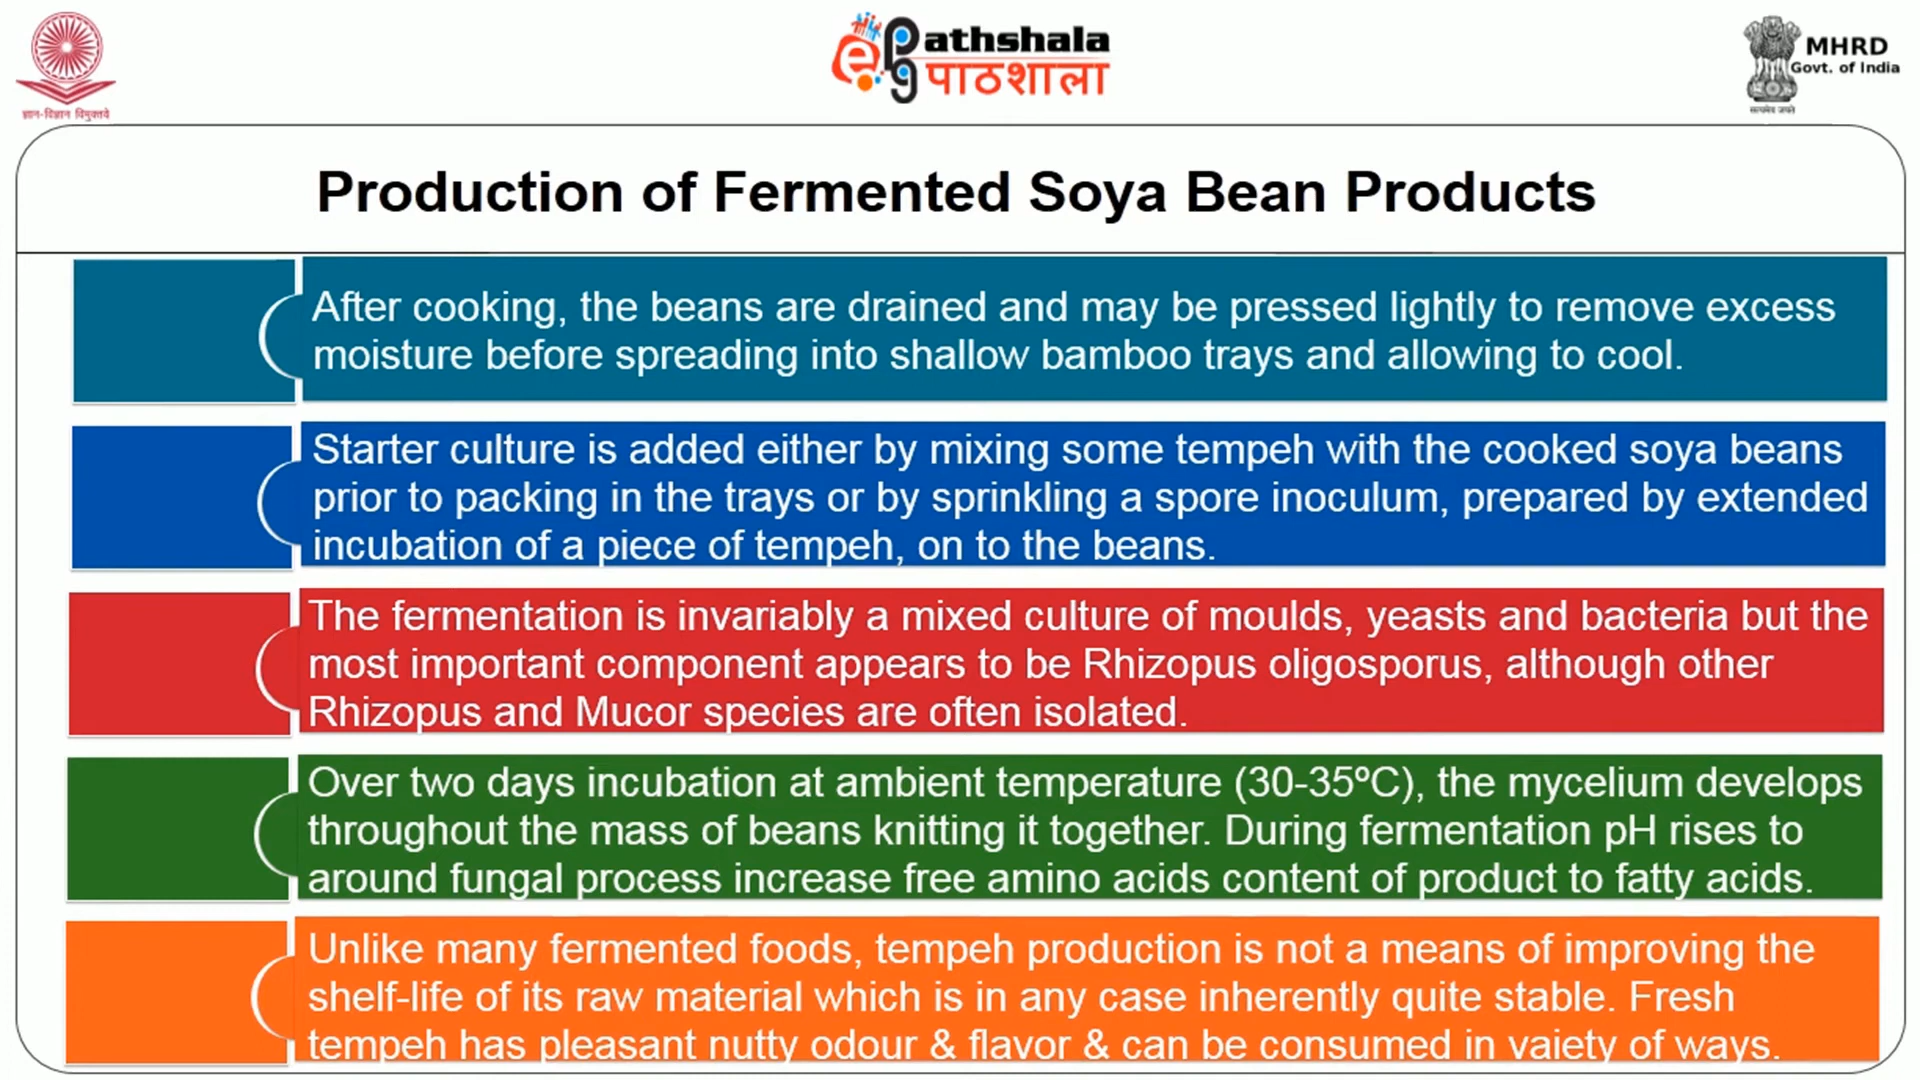 ज्ञान-विज्ञान विमुक्तये
ePgathshala
पाठशाला
MHRD
Govt. of India
सत्यमेव जयते
Production of Fermented Soya Bean Products
After cooking, the beans are drained and may be pressed lightly to remove excess
moisture before spreading into shallow bamboo trays and allowing to cool.
Starter culture is added either by mixing some tempeh with the cooked soya beans
prior to packing in the trays or by sprinkling a spore inoculum, prepared by extended
incubation of a piece of tempeh, on to the beans.
The fermentation is invariably a mixed culture of moulds, yeasts and bacteria but the
most important component appears to be Rhizopus oligosporus, although other
Rhizopus and Mucor species are often isolated.
Over two days incubation at ambient temperature (30-35ºC), the mycelium develops
throughout the mass of beans knitting it together. During fermentation pH rises to
around fungal process increase free amino acids content of product to fatty acids.
Unlike many fermented foods, tempeh production is not a means of improving the
shelf-life of its raw material which is in any case inherently quite stable. Fresh
tempeh has pleasant nutty odour & flavor & can be consumed in vaiety of ways.